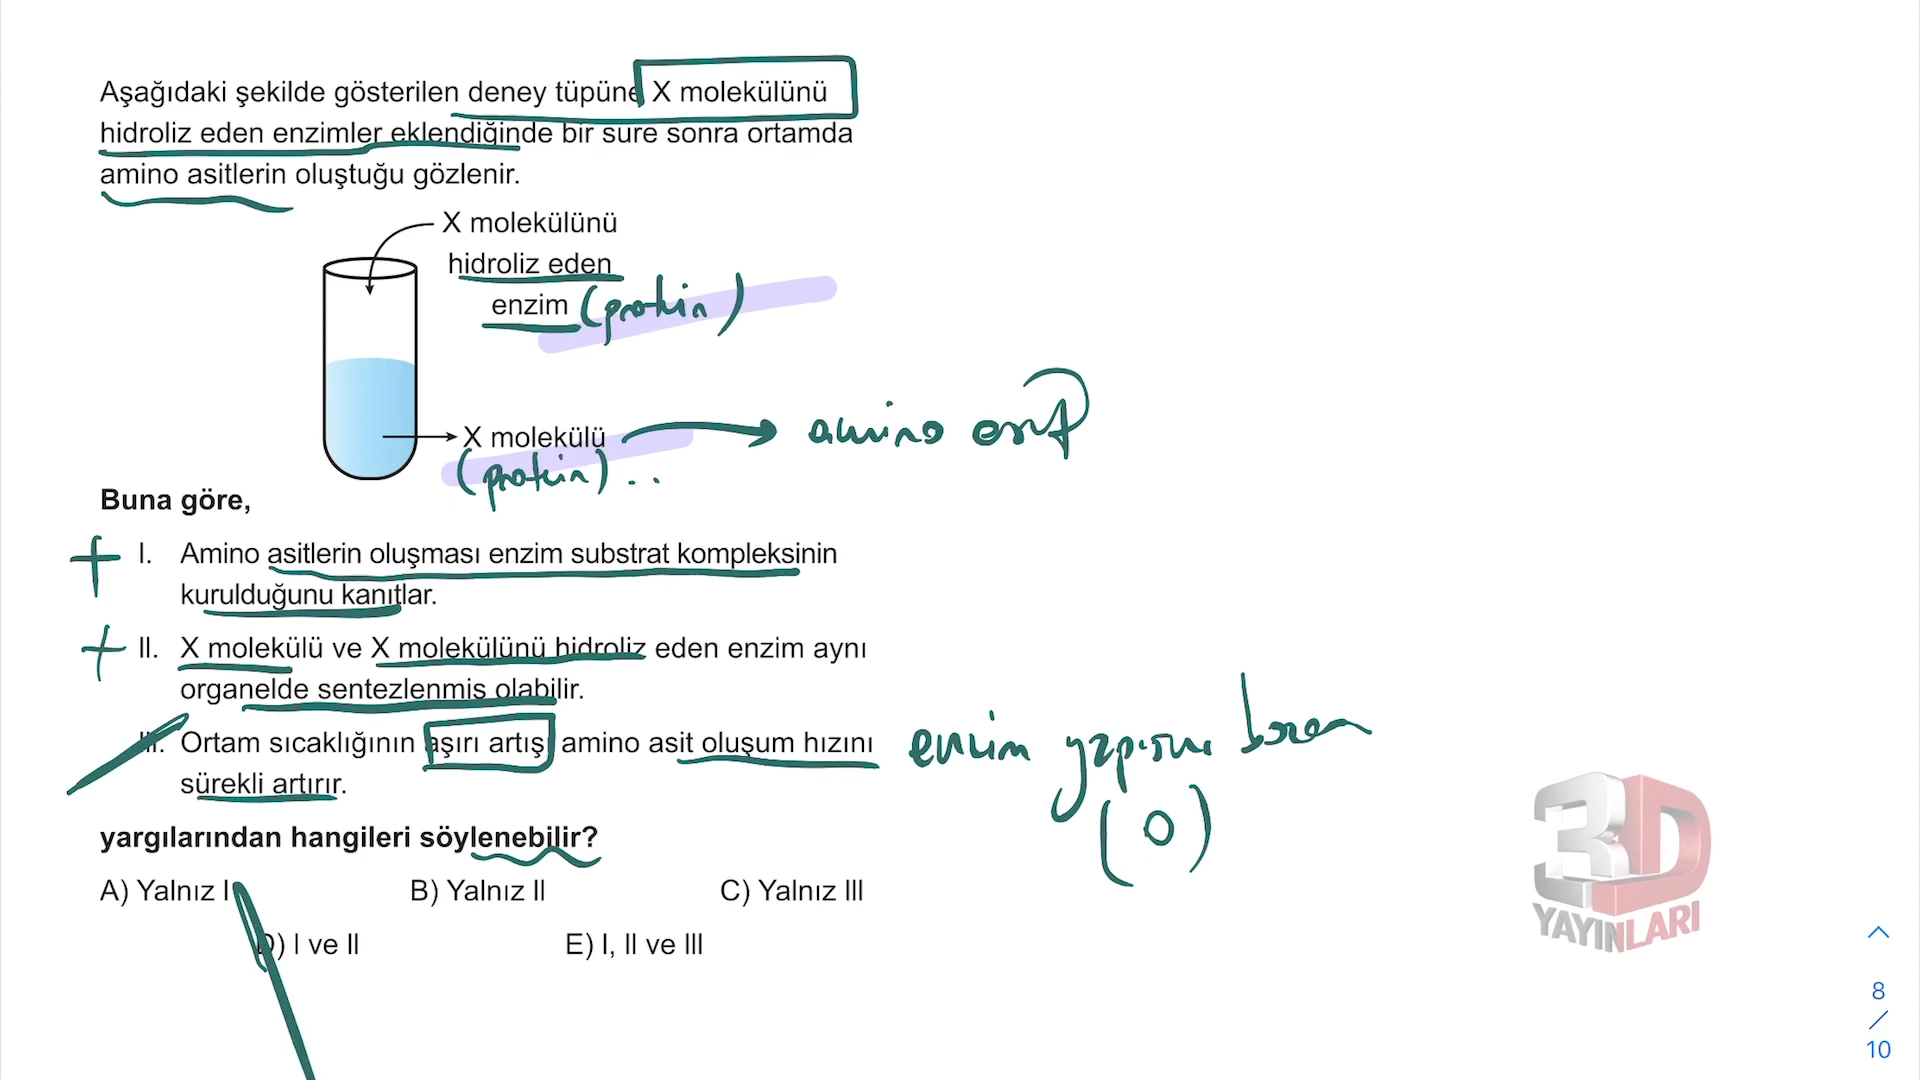 Aşağıdaki şekilde gösterilen deney tüpüne X molekülünü
hidroliz eden enzimler eklendiğinde bir süre sonra ortamda
amino asitlerin oluştuğu gözlenir.
X molekülünü
hidroliz eden
enzim (protein)
X molekülü → amino asit
(protein) ..
Buna göre,
+ I. Amino asitlerin oluşması enzim substrat kompleksinin
kurulduğunu kanıtlar.
+ II. X molekülü ve X molekülünü hidroliz eden enzim aynı
organelde sentezlenmiş olabilir.
III. Ortam sıcaklığının aşırı artışı amino asit oluşum hızını enzim yapısını bozar
sürekli artırır. (0)
yargılarından hangileri söylenebilir?
A) Yalnız I B) Yalnız II C) Yalnız III
D) I ve II E) I, II ve III
3D
YAYINLARI
8
/
10